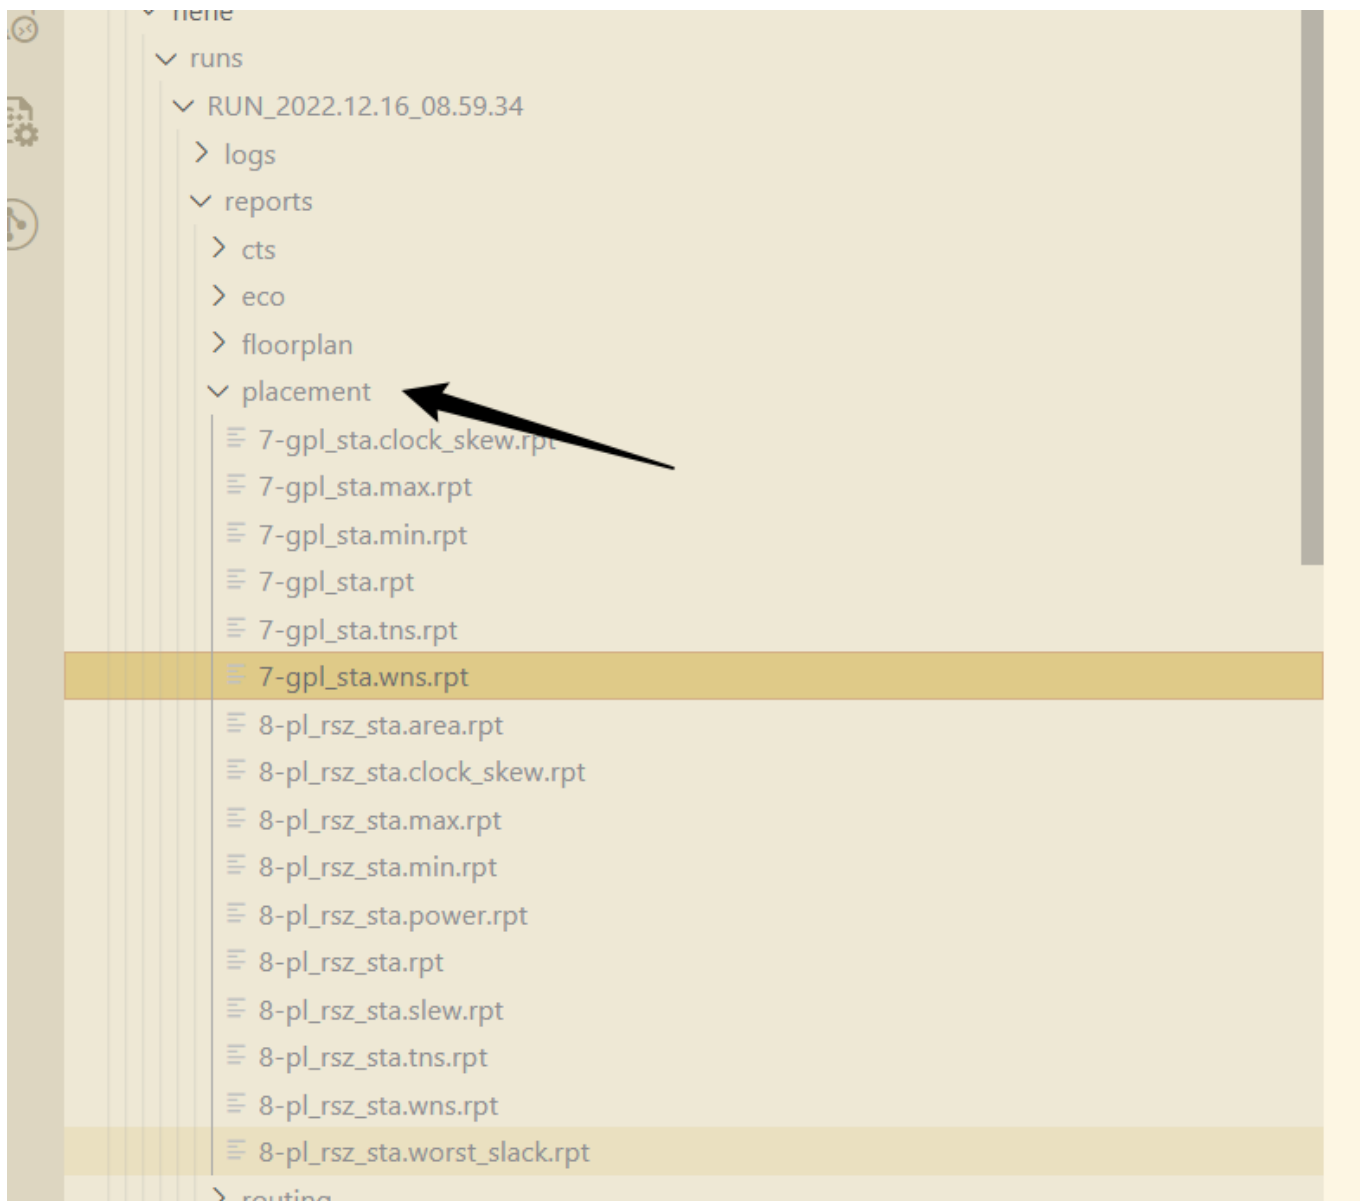 nene
runs
RUN_2022.12.16_08.59.34
logs
reports
cts
eco
floorplan
placement
7-gpl_sta.clock_skew.rpt
7-gpl_sta.max.rpt
7-gpl_sta.min.rpt
7-gpl_sta.rpt
7-gpl_sta.tns.rpt
7-gpl_sta.wns.rpt
8-pl_rsz_sta.area.rpt
8-pl_rsz_sta.clock_skew.rpt
8-pl_rsz_sta.max.rpt
8-pl_rsz_sta.min.rpt
8-pl_rsz_sta.power.rpt
8-pl_rsz_sta.rpt
8-pl_rsz_sta.slew.rpt
8-pl_rsz_sta.tns.rpt
8-pl_rsz_sta.wns.rpt
8-pl_rsz_sta.worst_slack.rpt
routing